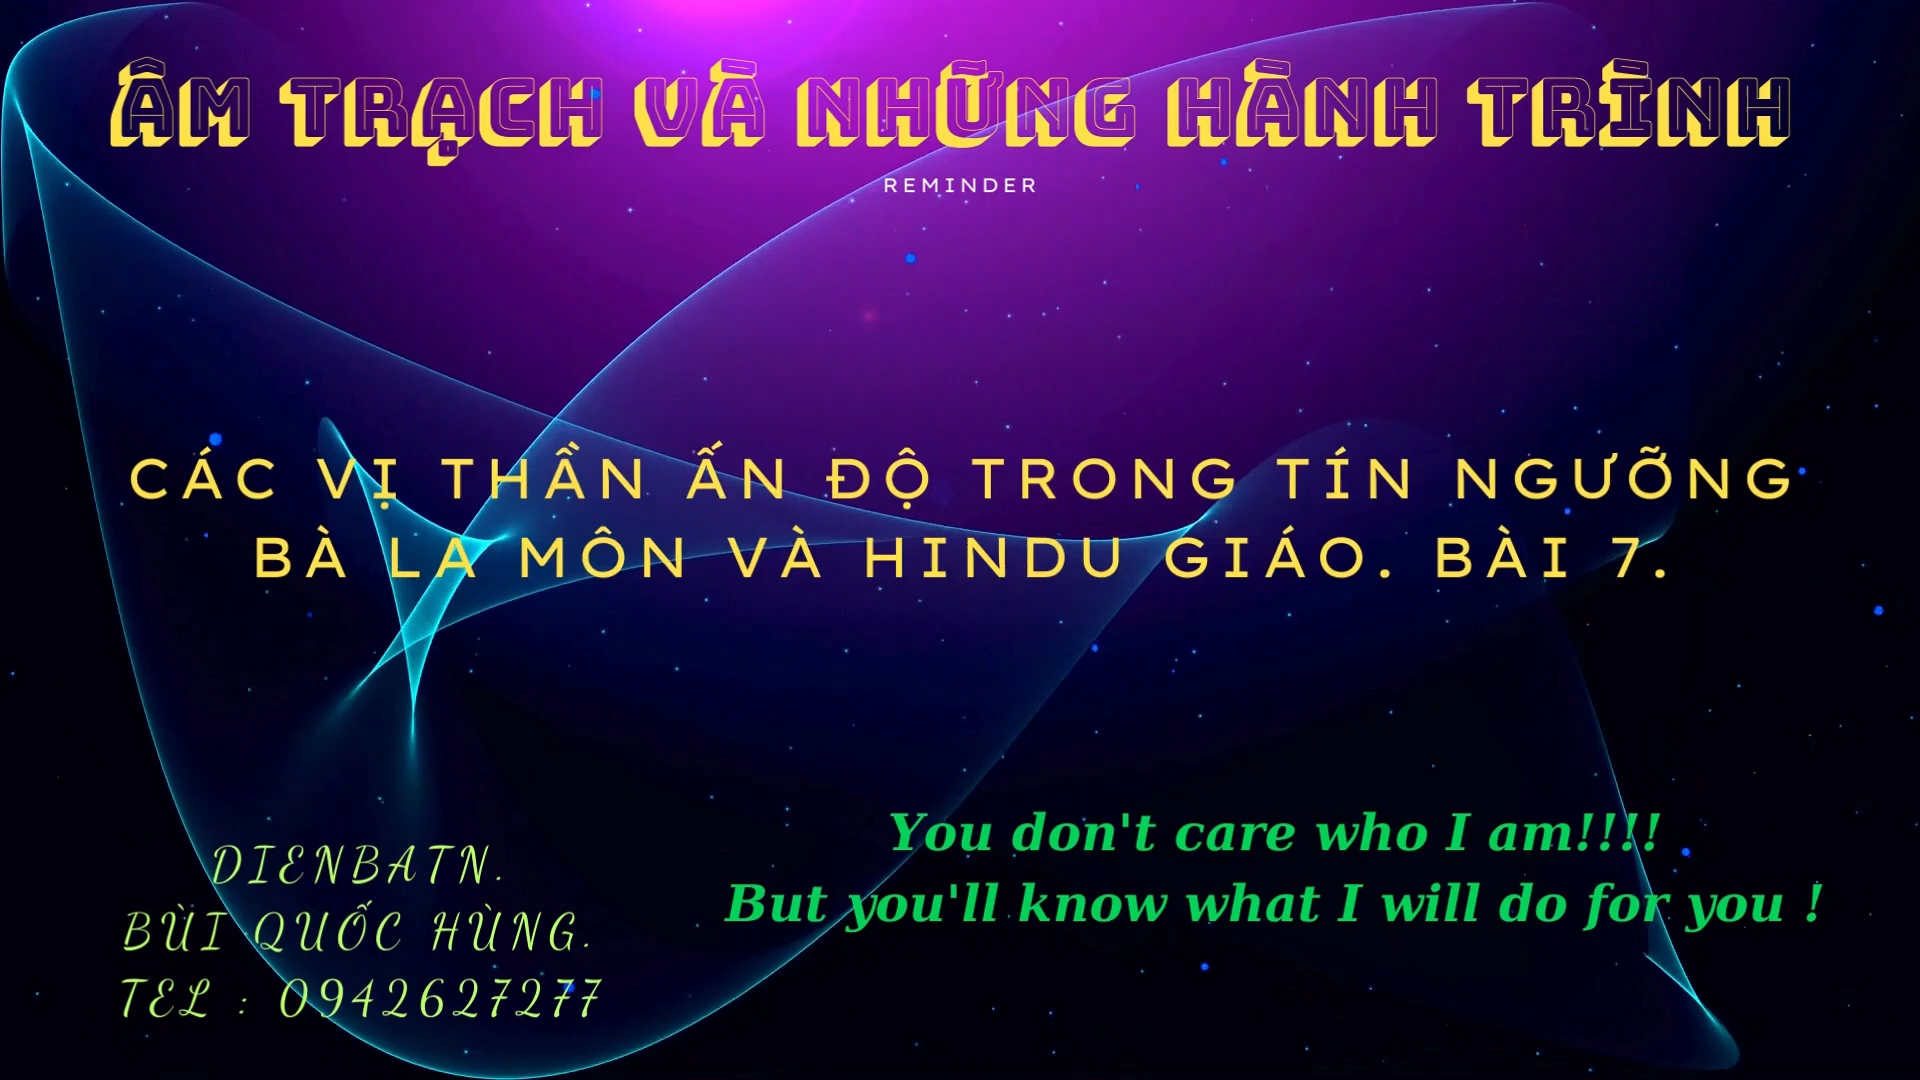 ÂM TRẠCH VÀ NHỮNG HÀNH TRÌNH
REMINDER
CÁC VỊ THẦN ẤN ĐỘ TRONG TÍN NGƯỠNG
BÀ LA MÔN VÀ HINDU GIÁO. BÀI 7.
DIENBATN.
BÙI QUỐC HÙNG.
TEL : 0942627277
You don't care who I am!!!!
But you'll know what I will do for you !